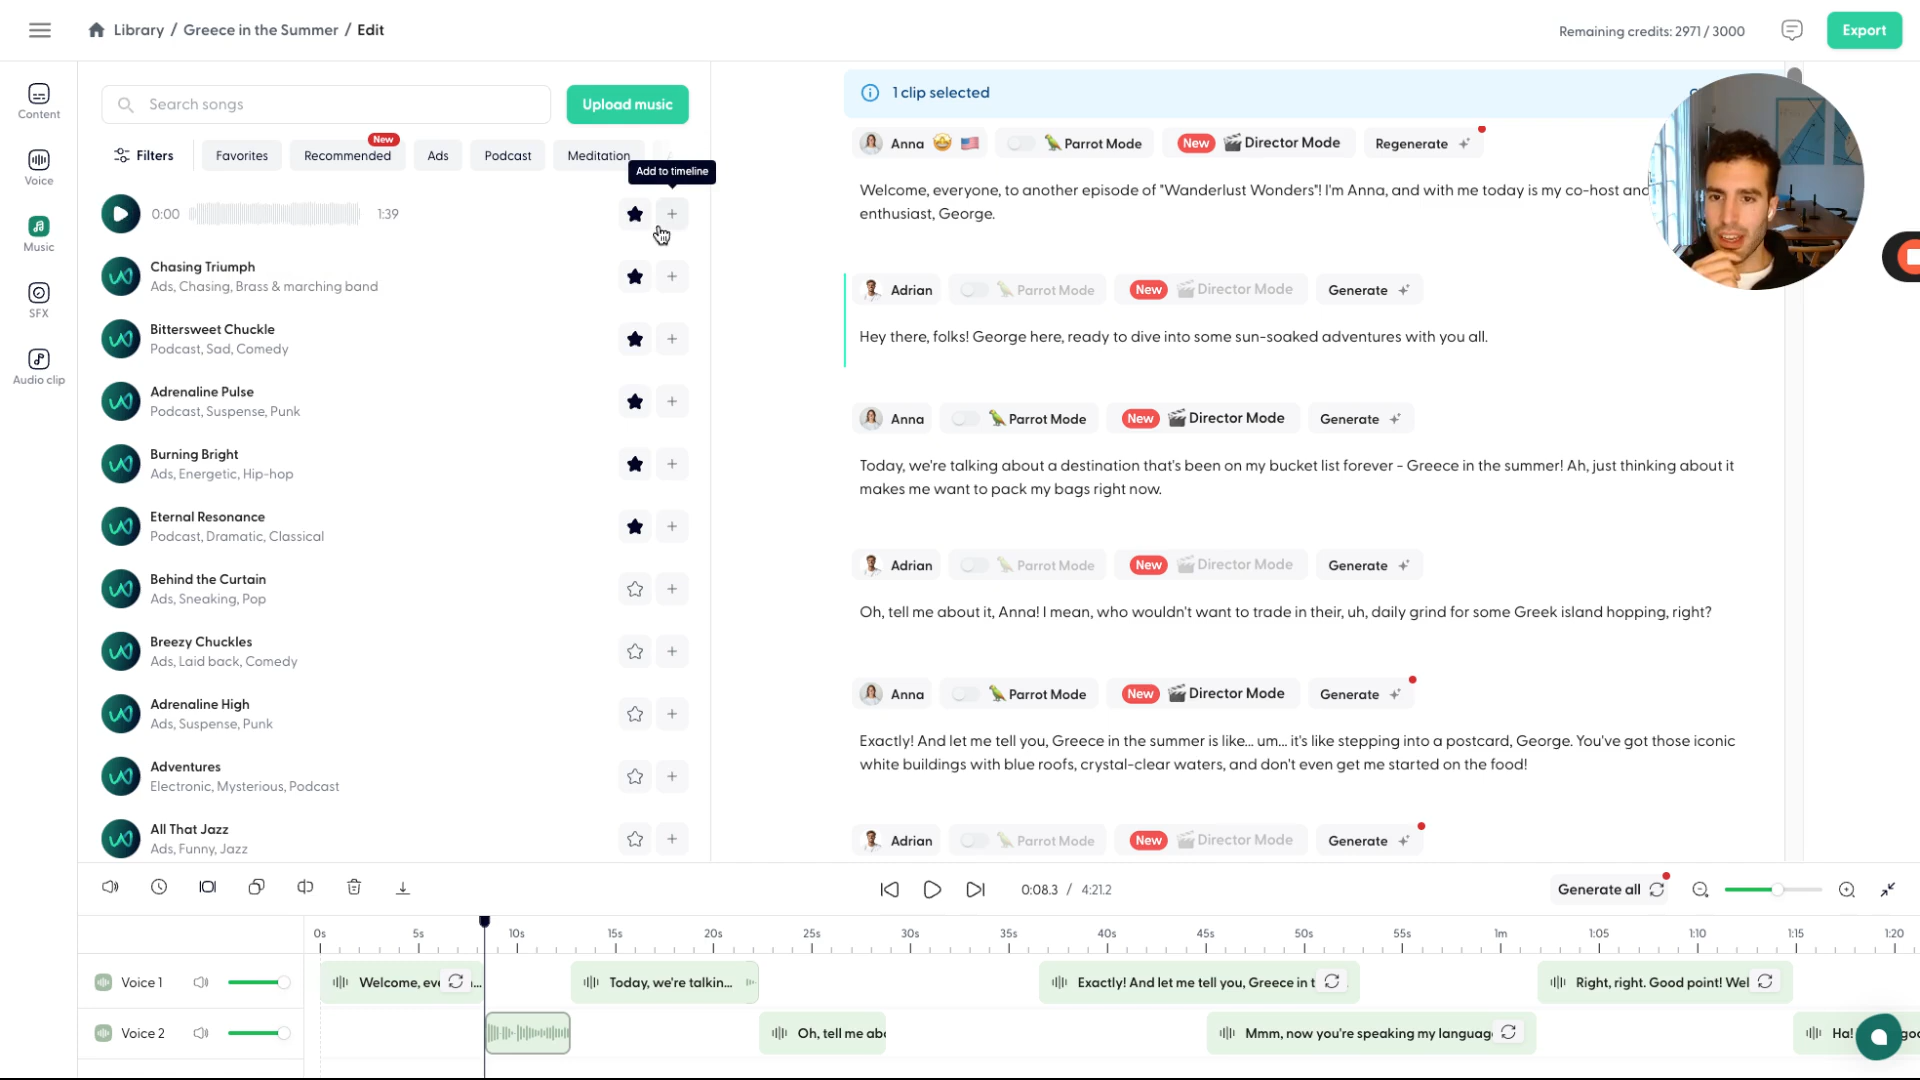 Library / Greece in the Summer / Edit
Remaining credits: 2971 / 3000
Export
Content
Voice
Music
SFX
Audio clip
Search songs
Upload music
New
Filters
Favorites
Recommended
Ads
Podcast
Meditation
Add to timeline
0:00
1:39
Chasing Triumph
Ads, Chasing, Brass & marching band
Bittersweet Chuckle
Podcast, Sad, Comedy
Adrenaline Pulse
Podcast, Suspense, Punk
Burning Bright
Ads, Energetic, Hip-hop
Eternal Resonance
Podcast, Dramatic, Classical
Behind the Curtain
Ads, Sneaking, Pop
Breezy Chuckles
Ads, Laid back, Comedy
Adrenaline High
Ads, Suspense, Punk
Adventures
Electronic, Mysterious, Podcast
All That Jazz
Ads, Funny, Jazz
1 clip selected
Anna Parrot Mode New Director Mode Regenerate
Welcome, everyone, to another episode of "Wanderlust Wonders"! I'm Anna, and with me today is my co-host and
enthusiast, George.
Adrian Parrot Mode New Director Mode Generate
Hey there, folks! George here, ready to dive into some sun-soaked adventures with you all.
Anna Parrot Mode New Director Mode Generate
Today, we're talking about a destination that's been on my bucket list forever - Greece in the summer! Ah, just thinking about it
makes me want to pack my bags right now.
Adrian Parrot Mode New Director Mode Generate
Oh, tell me about it, Anna! I mean, who wouldn't want to trade in their, uh, daily grind for some Greek island hopping, right?
Anna Parrot Mode New Director Mode Generate
Exactly! And let me tell you, Greece in the summer is like... um... it's like stepping into a postcard, George. You've got those iconic
white buildings with blue roofs, crystal-clear waters, and don't even get me started on the food!
Adrian Parrot Mode New Director Mode Generate
0:08.3 / 4:21.2
Generate all
0s 5s 10s 15s 20s 25s 30s 35s 40s 45s 50s 55s 1m 1:05 1:10 1:15 1:20
Voice 1
Welcome, eve ...
Today, we're talkin...
Exactly! And let me tell you, Greece in t
Right, right. Good point! Wel
Voice 2
Oh, tell me abo
Mmm, now you're speaking my languag
Ha! goo